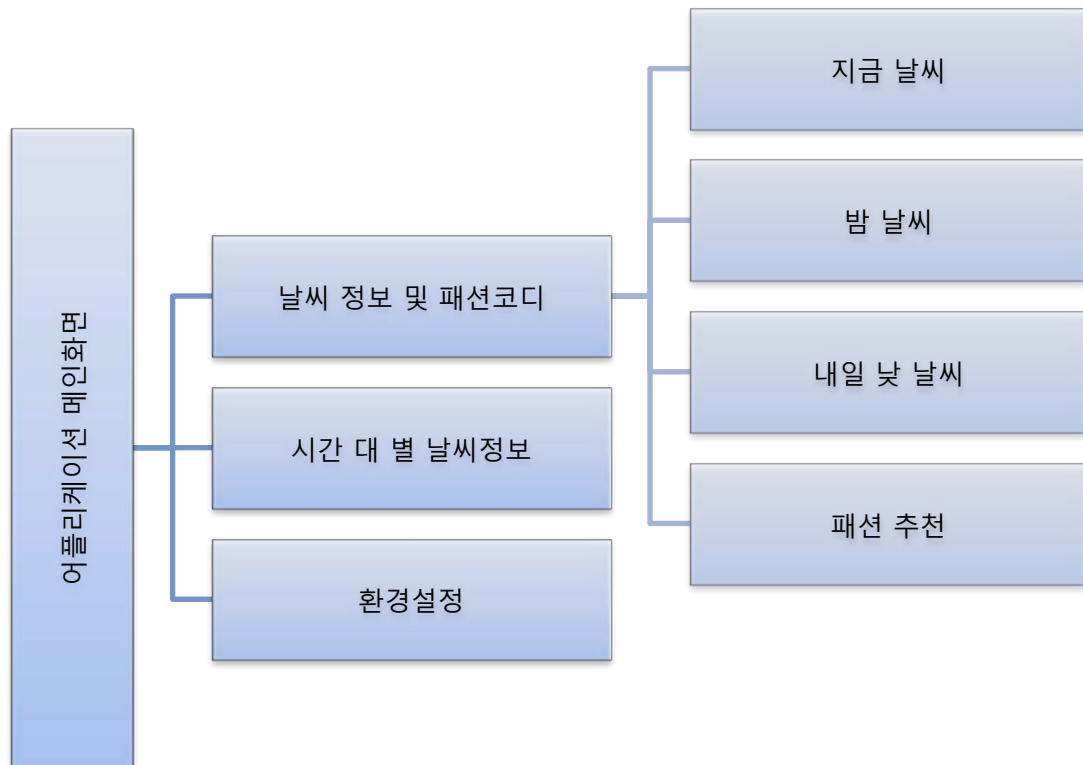 어플리케이션 메인화면
날씨 정보 및 패션코디
시간 대 별 날씨정보
환경설정
지금 날씨
밤 날씨
내일 낮 날씨
패션 추천